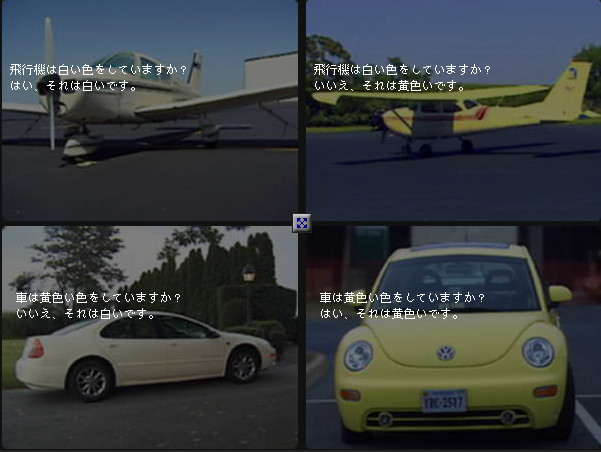 飛行機は白い色をしていますか？
はい、それは白いです。
飛行機は白い色をしていますか？
いいえ、それは黄色いです。
車は黄色い色をしていますか？
いいえ、それは白いです。
車は黄色い色をしていますか？
はい、それは黄色いです。
YRC-2517